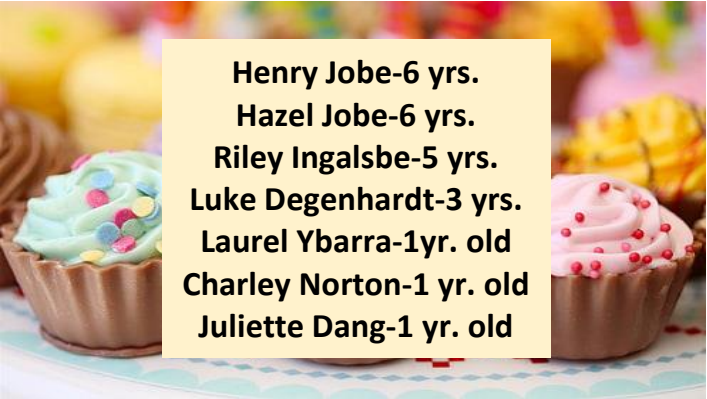 Henry Jobe-6 yrs.
Hazel Jobe-6 yrs.
Riley Ingalsbe-5 yrs.
Luke Degenhardt-3 yrs.
Laurel Ybarra-1yr. old
Charley Norton-1 yr. old
Juliette Dang-1 yr. old